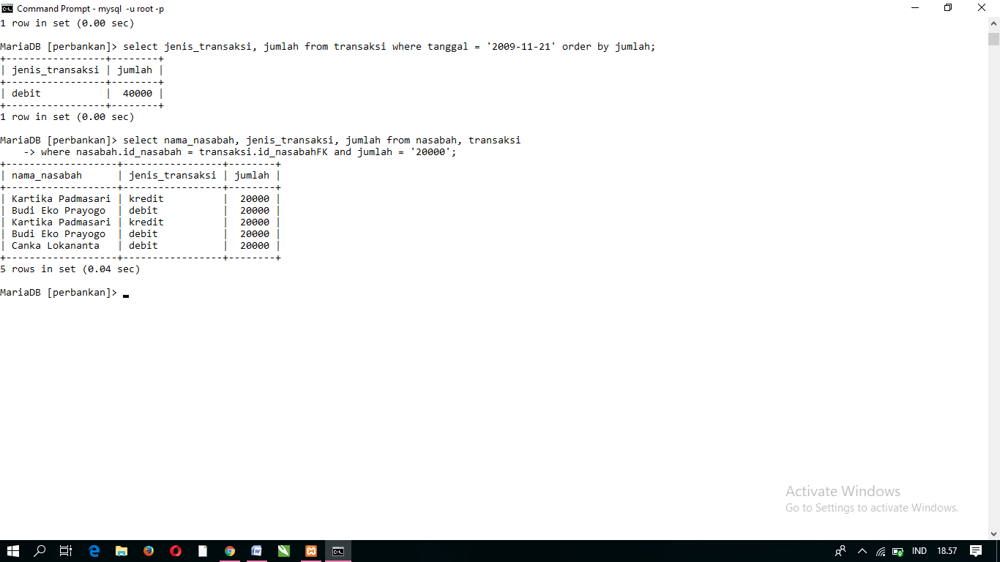 Command Prompt - mysql -u root -p
1 row in set (0.00 sec)
MariaDB [perbankan]> select jenis_transaksi, jumlah from transaksi where tanggal = '2009-11-21' order by jumlah;
+-----------------+--------+
| jenis_transaksi | jumlah |
+-----------------+--------+
| debit           |  40000 |
+-----------------+--------+
1 row in set (0.00 sec)
MariaDB [perbankan]> select nama_nasabah, jenis_transaksi, jumlah from nasabah, transaksi
    -> where nasabah.id_nasabah = transaksi.id_nasabahFK and jumlah = '20000';
+-------------------+-----------------+--------+
| nama_nasabah      | jenis_transaksi | jumlah |
+-------------------+-----------------+--------+
| Kartika Padmasari | kredit          |  20000 |
| Budi Eko Prayogo  | debit           |  20000 |
| Kartika Padmasari | kredit          |  20000 |
| Budi Eko Prayogo  | debit           |  20000 |
| Canka Lokananta   | debit           |  20000 |
+-------------------+-----------------+--------+
5 rows in set (0.04 sec)
MariaDB [perbankan]>
Activate Windows
Go to Settings to activate Windows.
IND 18.57